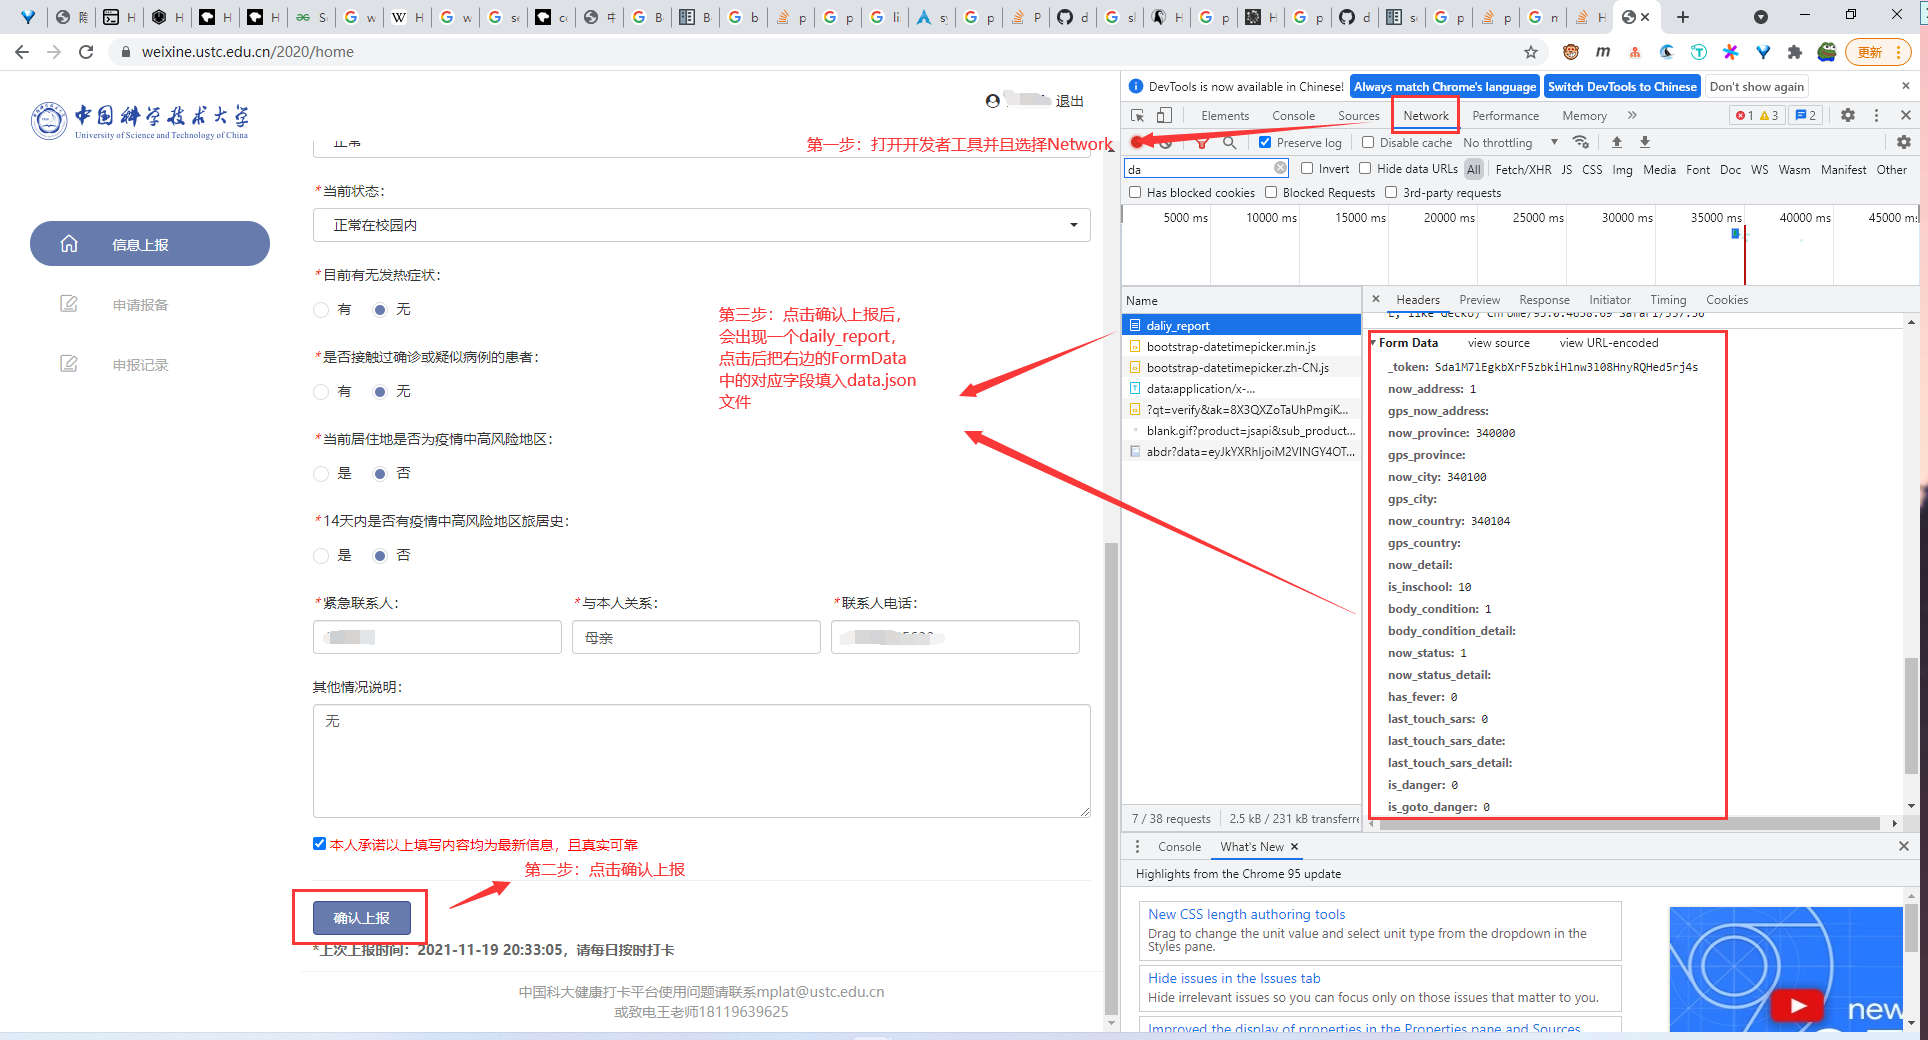 weixine.ustc.edu.cn/2020/home
更新
中国科学技术大学
University of Science and Technology of China
退出
信息上报
申请报备
申报记录
正常
第一步：打开开发者工具并且选择Network
*当前状态：
正常在校园内
*目前有无发热症状：
有 无
*是否接触过确诊或疑似病例的患者：
有 无
*当前居住地是否为疫情中高风险地区：
是 否
*14天内是否有疫情中高风险地区旅居史：
是 否
第三步：点击确认上报后，
会出现一个daily_report，
点击后把右边的FormData
中的对应字段填入data.json
文件
*紧急联系人： *与本人关系： *联系人电话：
母亲
其他情况说明：
无
本人承诺以上填写内容均为最新信息，且真实可靠
第二步：点击确认上报
确认上报
*上次上报时间：2021-11-19 20:33:05，请每日按时打卡
中国科大健康打卡平台使用问题请联系mplat@ustc.edu.cn
或致电王老师18119639625
DevTools is now available in Chinese! Always match Chrome's language Switch DevTools to Chinese Don't show again
Elements Console Sources Network Performance Memory 1 3 2
Preserve log Disable cache No throttling
da Invert Hide data URLs All Fetch/XHR JS CSS Img Media Font Doc WS Wasm Manifest Other
Has blocked cookies Blocked Requests 3rd-party requests
5000 ms 10000 ms 15000 ms 20000 ms 25000 ms 30000 ms 35000 ms 40000 ms 45000 ms
Name
daliy_report
bootstrap-datetimepicker.min.js
bootstrap-datetimepicker.zh-CN.js
data:application/x-...
?qt=verify&ak=8X3QXZoTaUhPmgiK...
blank.gif?product=jsapi&sub_product...
abdr?data=eyJkYXRhIjoiM2VINGY4OT...
7 / 38 requests 2.5 kB / 231 kB transferre
Headers Preview Response Initiator Timing Cookies
L, like Gecko) Chrome/95.0.4638.69 Safari/537.36
Form Data view source view URL-encoded
_token: Sda1M7lEgkbXrF5zbkiHlnw3l08HnyRQHed5rj4s
now_address: 1
gps_now_address:
now_province: 340000
gps_province:
now_city: 340100
gps_city:
now_country: 340104
gps_country:
now_detail:
is_inschool: 10
body_condition: 1
body_condition_detail:
now_status: 1
now_status_detail:
has_fever: 0
last_touch_sars: 0
last_touch_sars_date:
last_touch_sars_detail:
is_danger: 0
is_goto_danger: 0
Console What's New
Highlights from the Chrome 95 update
New CSS length authoring tools
Drag to change the unit value and select unit type from the dropdown in the
Styles pane.
Hide issues in the Issues tab
Hide irrelevant issues so you can focus only on those issues that matter to you.
Improved the display of properties in the Properties pane and Sources
new